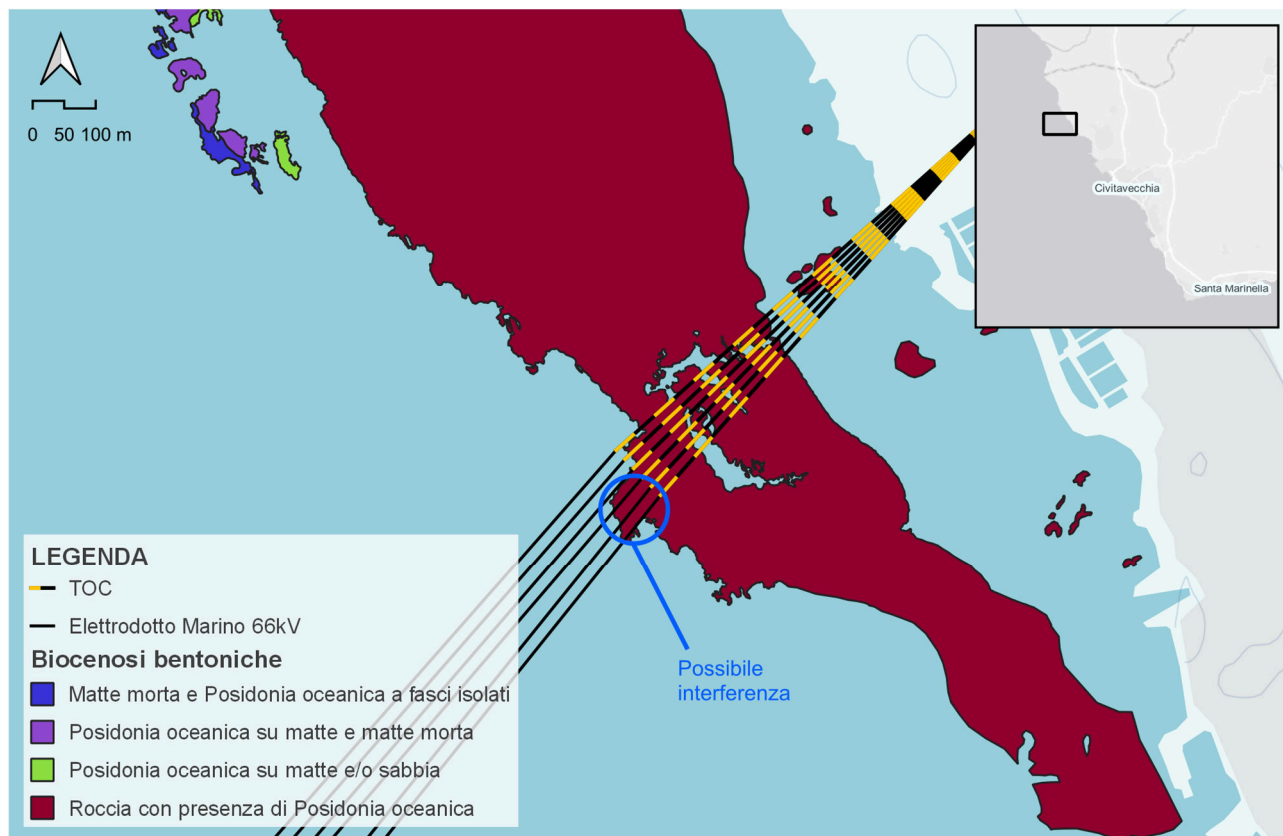 0 50 100 m
Civitavecchia
Santa Marinella
Possibile
interferenza
LEGENDA
TOC
Elettrodotto Marino 66kV
Biocenosi bentoniche
Matte morta e Posidonia oceanica a fasci isolati
Posidonia oceanica su matte e matte morta
Posidonia oceanica su matte e/o sabbia
Roccia con presenza di Posidonia oceanica